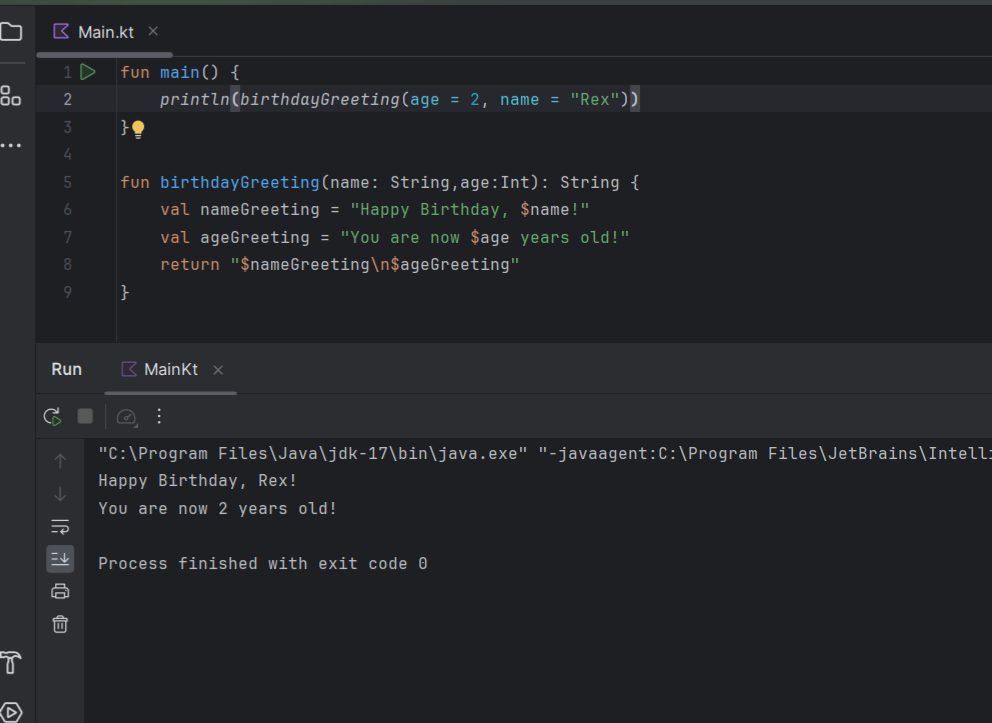 Main.kt
1 fun main() {
2 println(birthdayGreeting(age = 2, name = "Rex"))
3 }
4
5 fun birthdayGreeting(name: String,age:Int): String {
6 val nameGreeting = "Happy Birthday, $name!"
7 val ageGreeting = "You are now $age years old!"
8 return "$nameGreeting\n$ageGreeting"
9 }
Run MainKt
"C:\Program Files\Java\jdk-17\bin\java.exe" "-javaagent:C:\Program Files\JetBrains\Intelli
Happy Birthday, Rex!
You are now 2 years old!
Process finished with exit code 0